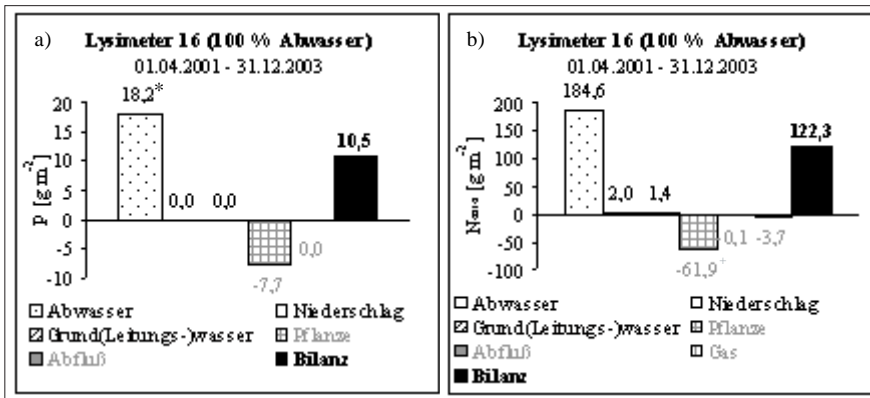 a) Lysimeter 16 (100 % Abwasser)
01.04.2001 - 31.12.2003
P [g m-2]
20
15
10
5
0
-5
-10
18,2*
0,0
0,0
-7,7
0,0
10,5
Abwasser
Niederschlag
Grund(Leitungs-)wasser
Pflanze
Abfluß
Bilanz
b) Lysimeter 16 (100 % Abwasser)
01.04.2001 - 31.12.2003
[g m-2]
200
150
100
50
0
-50
-100
184,6
2,0
1,4
-61,9+
-0,1
-3,7
122,3
Abwasser
Niederschlag
Grund(Leitungs-)wasser
Pflanze
Abfluß
Gas
Bilanz